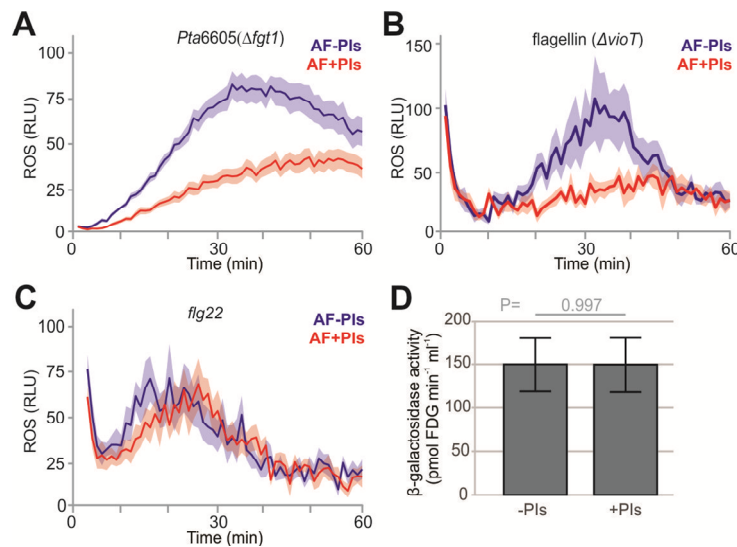 A
Pta6605(Δfgt1)
AF-PIs
AF+PIs
100
75
50
25
0
ROS (RLU)
0
30
60
Time (min)
B
flagellin (ΔvioT)
AF-PIs
AF+PIs
150
100
50
0
ROS (RLU)
0
30
60
Time (min)
C
flg22
AF-PIs
AF+PIs
100
75
50
25
0
ROS (RLU)
0
30
60
Time (min)
D
P= 0.997
200
150
100
50
0
β-galactosidase activity
(pmol FDG min⁻¹ ml⁻¹)
-PIs
+PIs